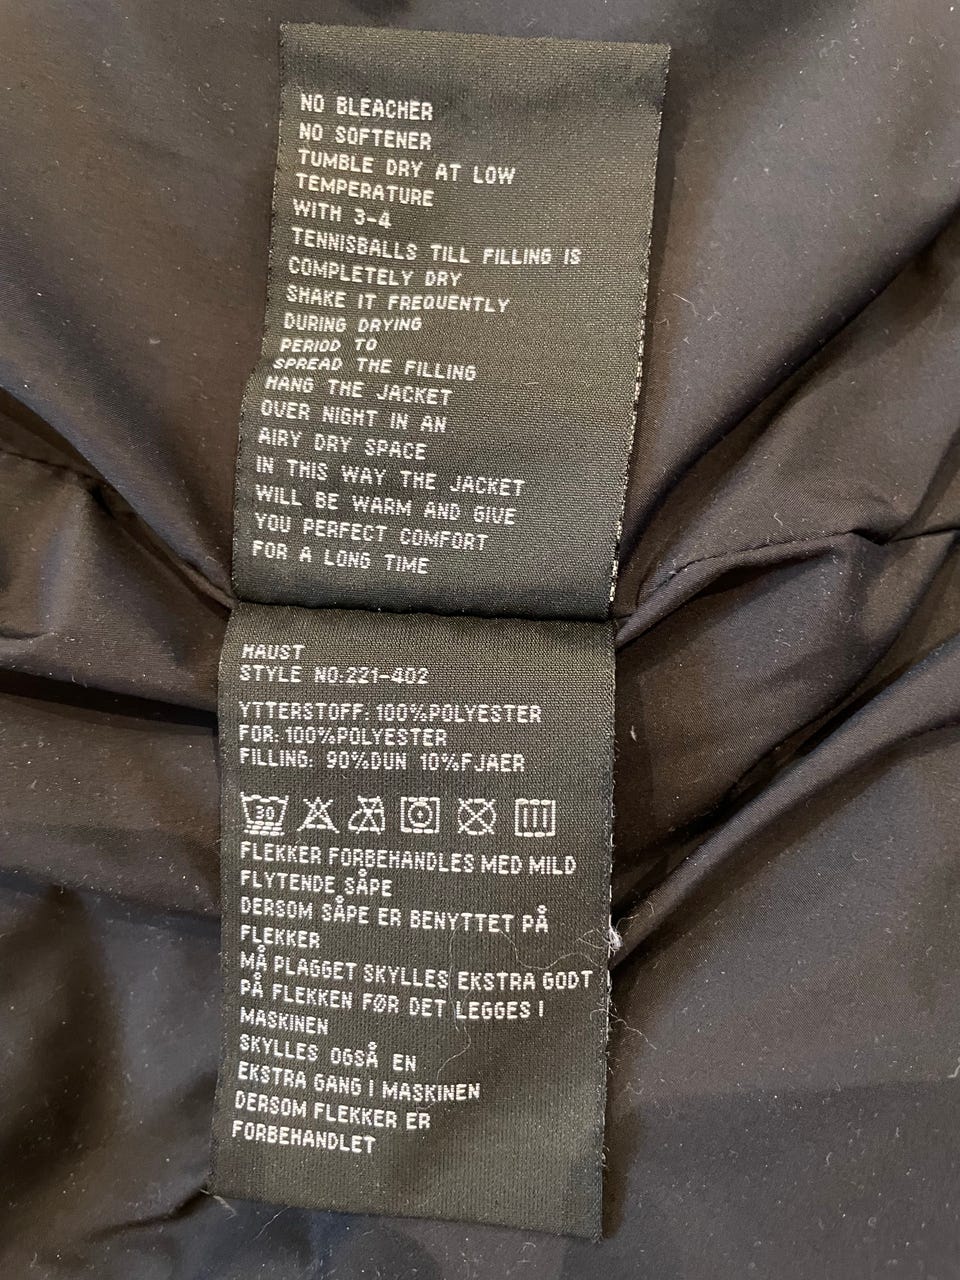 NO BLEACHER
NO SOFTENER
TUMBLE DRY AT LOW
TEMPERATURE
WITH 3-4
TENNISBALLS TILL FILLING IS
COMPLETELY DRY
SHAKE IT FREQUENTLY
DURING DRYING
PERIOD TO
SPREAD THE FILLING
HANG THE JACKET
OVER NIGHT IN AN
AIRY DRY SPACE
IN THIS WAY THE JACKET
WILL BE WARM AND GIVE
YOU PERFECT COMFORT
FOR A LONG TIME
HAUST
STYLE NO:221-402
YTTERSTOFF: 100%POLYESTER
FOR: 100%POLYESTER
FILLING: 90%DUN 10%FJAER
30
FLEKKER FORBEHANDLES MED MILD
FLYTENDE SÅPE
DERSOM SÅPE ER BENYTTET PÅ
FLEKKER
MÅ PLAGGET SKYLLES EKSTRA GODT
PÅ FLEKKEN FØR DET LEGGES I
MASKINEN
SKYLLES OGSÅ EN
EKSTRA GANG I MASKINEN
DERSOM FLEKKER ER
FORBEHANDLET